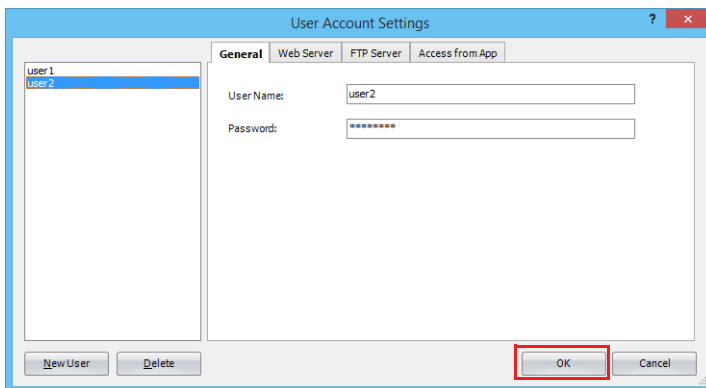 User Account Settings
?
×
General
Web Server
FTP Server
Access from App
user1
user2
User Name:
user2
Password:
********
New User
Delete
OK
Cancel